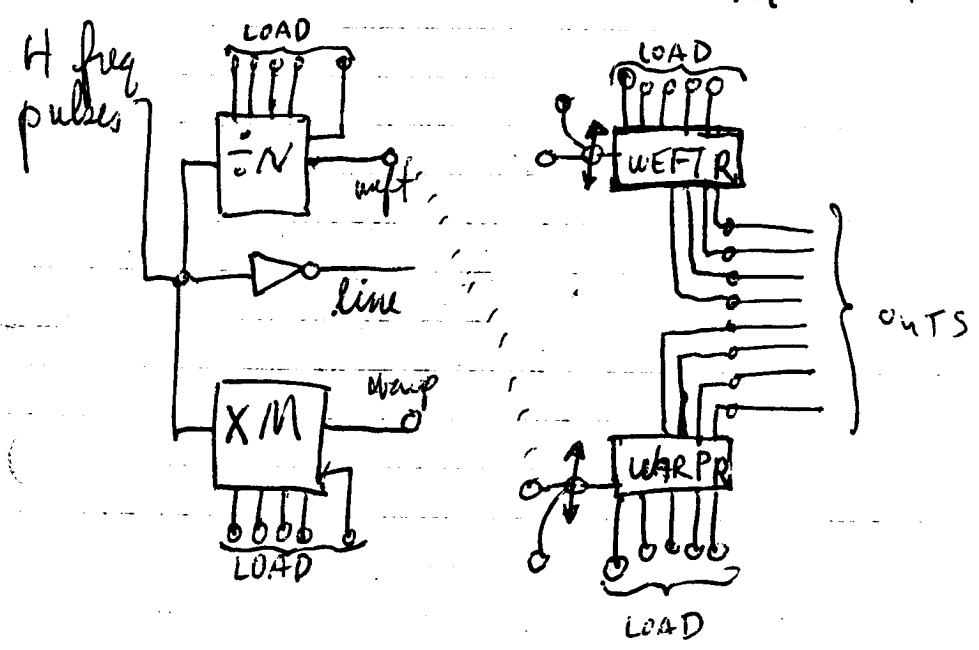 H freq
pulses
LOAD
÷N
weft
line
XM
warp
LOAD
LOAD
WEFT R
OUTS
WARP R
LOAD